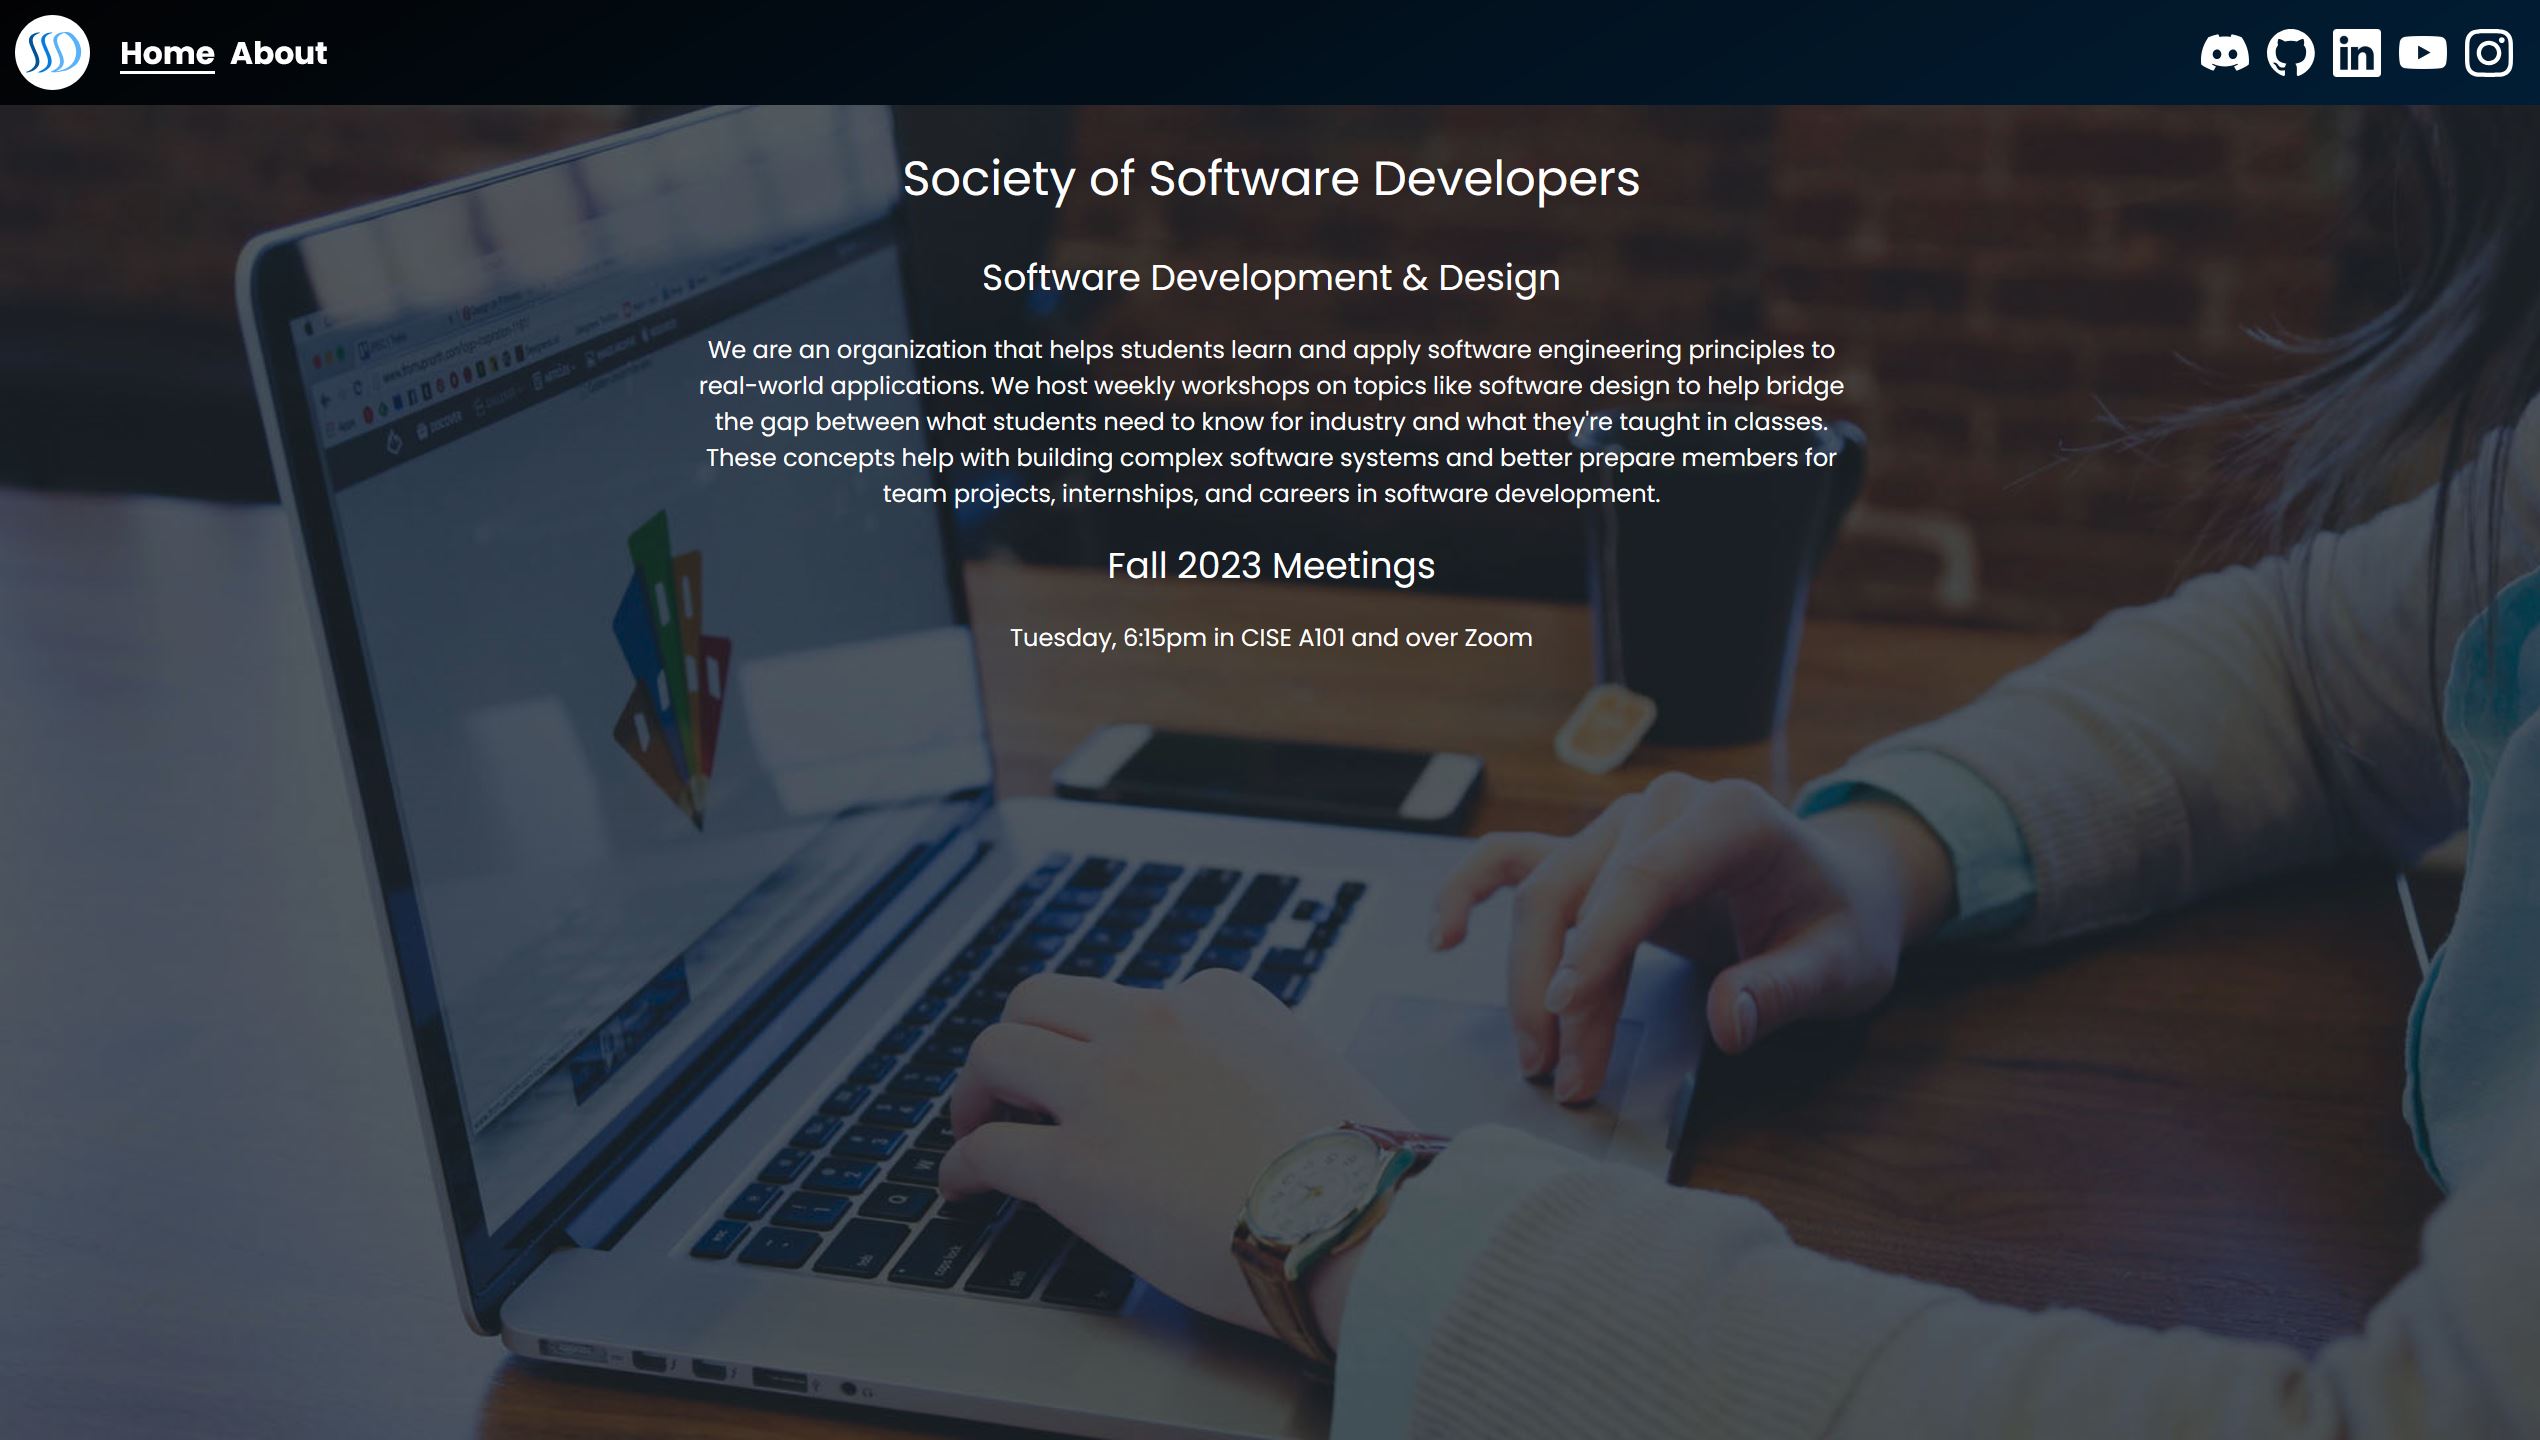 Home About
Society of Software Developers
Software Development & Design
We are an organization that helps students learn and apply software engineering principles to
real-world applications. We host weekly workshops on topics like software design to help bridge
the gap between what students need to know for industry and what they're taught in classes.
These concepts help with building complex software systems and better prepare members for
team projects, internships, and careers in software development.
Fall 2023 Meetings
Tuesday, 6:15pm in CISE A101 and over Zoom
DISCOVER
caps lock